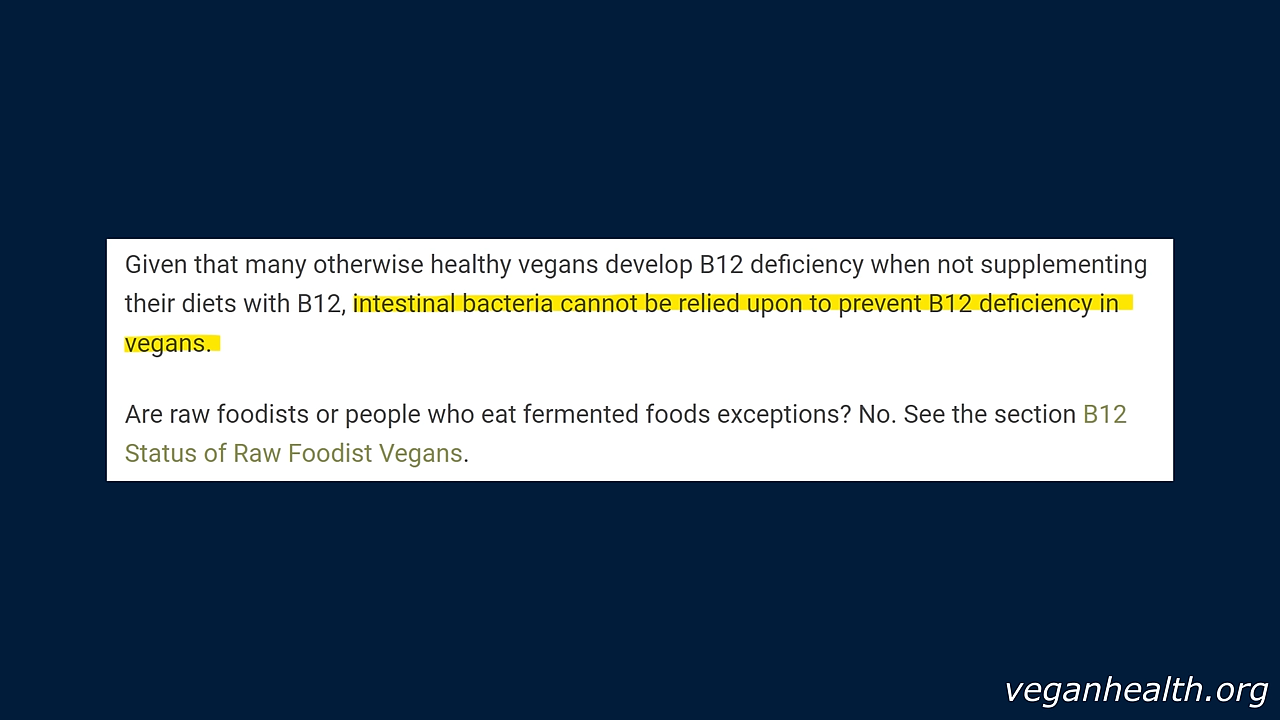 Given that many otherwise healthy vegans develop B12 deficiency when not supplementing
their diets with B12, intestinal bacteria cannot be relied upon to prevent B12 deficiency in
vegans.
Are raw foodists or people who eat fermented foods exceptions? No. See the section B12
Status of Raw Foodist Vegans.
veganhealth.org